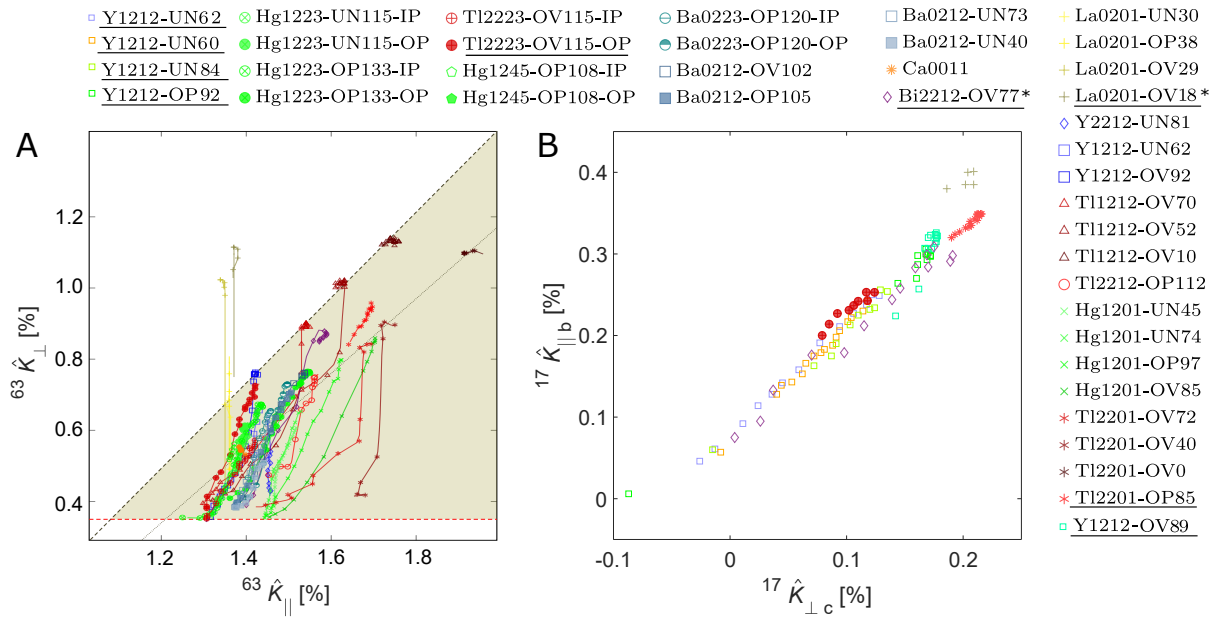 Y1212-UN62 Hg1223-UN115-IP Tl2223-OV115-IP Ba0223-OP120-IP Ba0212-UN73 La0201-UN30
Y1212-UN60 Hg1223-UN115-OP Tl2223-OV115-OP Ba0223-OP120-OP Ba0212-UN40 La0201-OP38
Y1212-UN84 Hg1223-OP133-IP Hg1245-OP108-IP Ba0212-OV102 Ca0011 La0201-OV29
Y1212-OP92 Hg1223-OP133-OP Hg1245-OP108-OP Ba0212-OP105 Bi2212-OV77* La0201-OV18*
Y2212-UN81
Y1212-UN62
Y1212-OV92
Tl1212-OV70
Tl1212-OV52
Tl1212-OV10
Tl2212-OP112
Hg1201-UN45
Hg1201-UN74
Hg1201-OP97
Hg1201-OV85
Tl2201-OV72
Tl2201-OV40
Tl2201-OV0
Tl2201-OP85
Y1212-OV89
A
63 K̂⊥ [%]
1.2
1.0
0.8
0.6
0.4
1.2 1.4 1.6 1.8
63 K̂|| [%]
B
17 K̂||b [%]
0.4
0.3
0.2
0.1
0
-0.1 0 0.1 0.2
17 K̂⊥c [%]